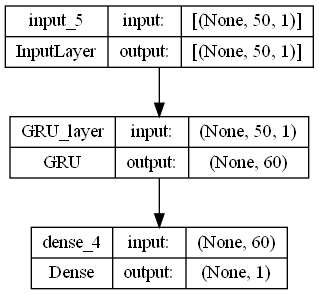 input_5 input: [(None, 50, 1)]
InputLayer output: [(None, 50, 1)]
GRU_layer input: (None, 50, 1)
GRU output: (None, 60)
dense_4 input: (None, 60)
Dense output: (None, 1)